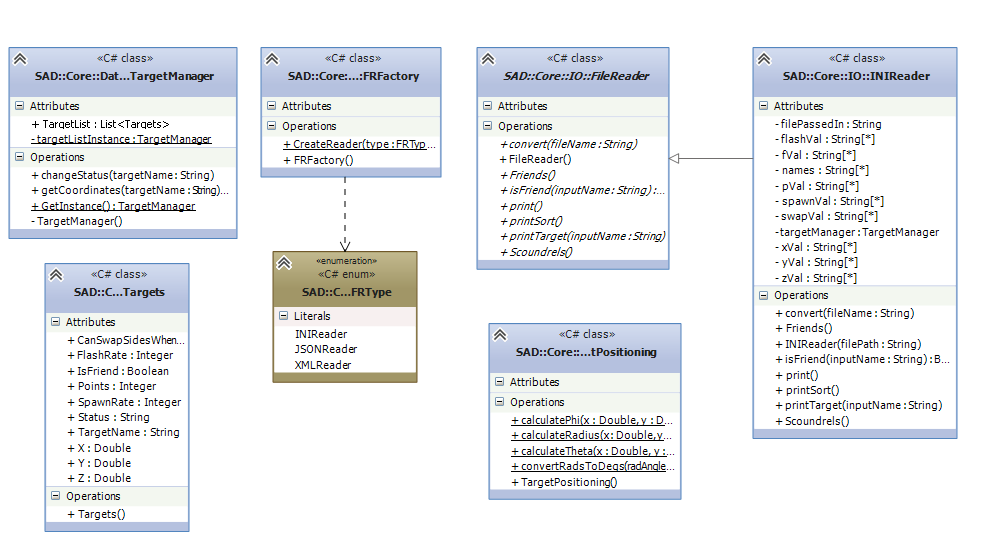 «C# class»
SAD::Core::Dat...TargetManager
Attributes
+ TargetList : List<Targets>
- targetListInstance : TargetManager
Operations
+ changeStatus(targetName : String)
+ getCoordinates(targetName : String)...
+ GetInstance() : TargetManager
- TargetManager()
«C# class»
SAD::Core:...:FRFactory
Attributes
Operations
+ CreateReader(type : FRTyp...
+ FRFactory()
«C# class»
SAD::Core::IO::FileReader
Attributes
Operations
+ convert(fileName : String)
+ FileReader()
+ Friends()
+ isFriend(inputName : String) :...
+ print()
+ printSort()
+ printTarget(inputName : String)
+ Scoundrels()
«C# class»
SAD::Core::IO::INIReader
Attributes
- filePassedIn : String
- flashVal : String[*]
- fVal : String[*]
- names : String[*]
- pVal : String[*]
- spawnVal : String[*]
- swapVal : String[*]
- targetManager : TargetManager
- xVal : String[*]
- yVal : String[*]
- zVal : String[*]
Operations
+ convert(fileName : String)
+ Friends()
+ INIReader(filePath : String)
+ isFriend(inputName : String) : B...
+ print()
+ printSort()
+ printTarget(inputName : String)
+ Scoundrels()
«C# class»
SAD::C...Targets
Attributes
+ CanSwapSidesWhen...
+ FlashRate : Integer
+ IsFriend : Boolean
+ Points : Integer
+ SpawnRate : Integer
+ Status : String
+ TargetName : String
+ X : Double
+ Y : Double
+ Z : Double
Operations
+ Targets()
«enumeration»
«C# enum»
SAD::C...FRType
Literals
INIReader
JSONReader
XMLReader
«C# class»
SAD::Core::...tPositioning
Attributes
Operations
+ calculatePhi(x : Double, y : D...
+ calculateRadius(x : Double, y...
+ calculateTheta(x : Double, y :...
+ convertRadsToDegs(radAngle...
+ TargetPositioning()